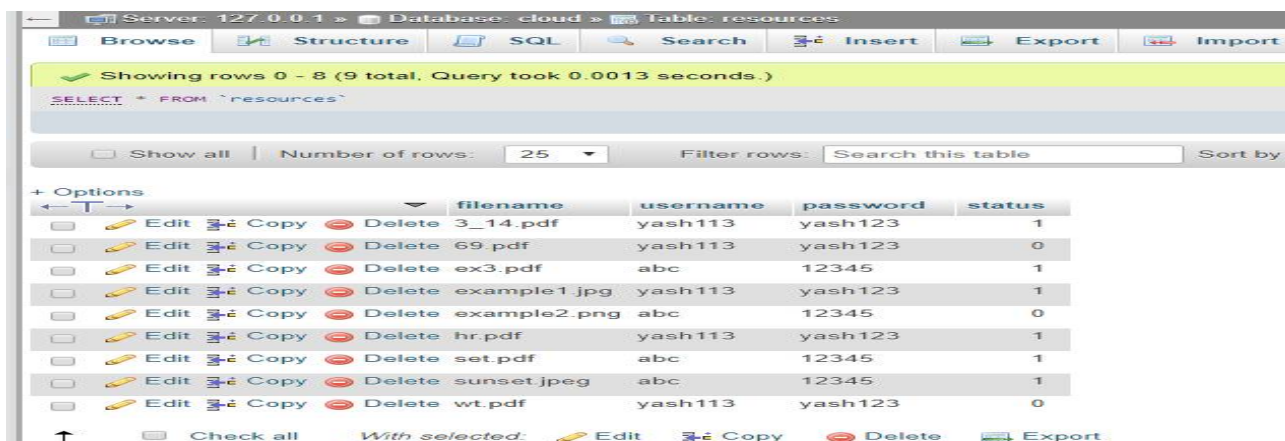 Server: 127.0.0.1 » Database: cloud » Table: resources
Browse Structure SQL Search Insert Export Import
Showing rows 0 - 8 (9 total, Query took 0.0013 seconds.)
SELECT * FROM `resources`
Show all | Number of rows: 25 Filter rows: Search this table Sort by
+ Options
filename username password status
Edit Copy Delete 3_14.pdf yash113 yash123 1
Edit Copy Delete 69.pdf yash113 yash123 0
Edit Copy Delete ex3.pdf abc 12345 1
Edit Copy Delete example1.jpg yash113 yash123 1
Edit Copy Delete example2.png abc 12345 0
Edit Copy Delete hr.pdf yash113 yash123 1
Edit Copy Delete set.pdf abc 12345 1
Edit Copy Delete sunset.jpeg abc 12345 1
Edit Copy Delete wt.pdf yash113 yash123 0
Check all With selected: Edit Copy Delete Export